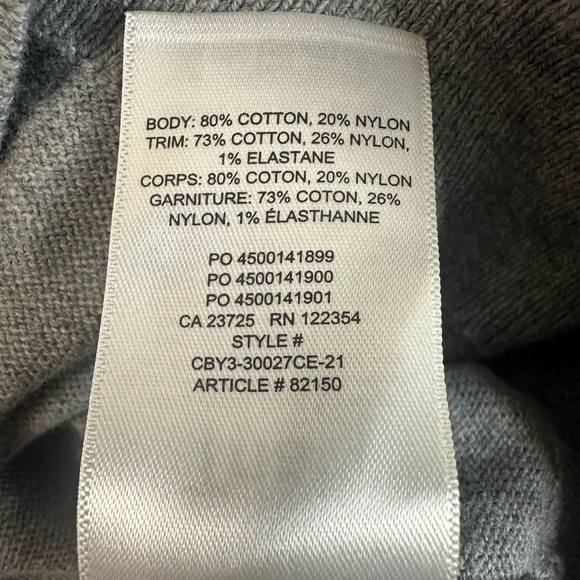 BODY: 80% COTTON, 20% NYLON
TRIM: 73% COTTON, 26% NYLON,
1% ELASTANE
CORPS: 80% COTON, 20% NYLON
GARNITURE: 73% COTON, 26%
NYLON, 1% ÉLASTHANNE
PO 4500141899
PO 4500141900
PO 4500141901
CA 23725 RN 122354
STYLE #
CBY3-30027CE-21
ARTICLE # 82150